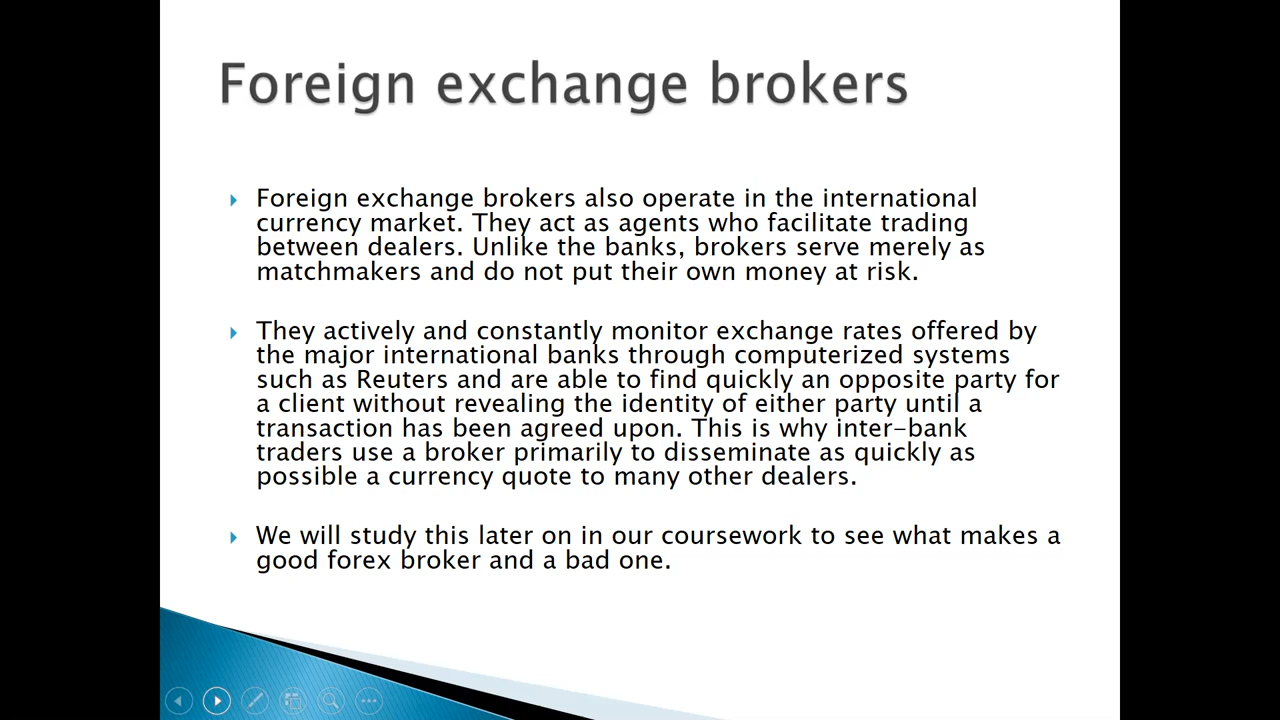 Foreign exchange brokers
Foreign exchange brokers also operate in the international
currency market. They act as agents who facilitate trading
between dealers. Unlike the banks, brokers serve merely as
matchmakers and do not put their own money at risk.
They actively and constantly monitor exchange rates offered by
the major international banks through computerized systems
such as Reuters and are able to find quickly an opposite party for
a client without revealing the identity of either party until a
transaction has been agreed upon. This is why inter-bank
traders use a broker primarily to disseminate as quickly as
possible a currency quote to many other dealers.
We will study this later on in our coursework to see what makes a
good forex broker and a bad one.